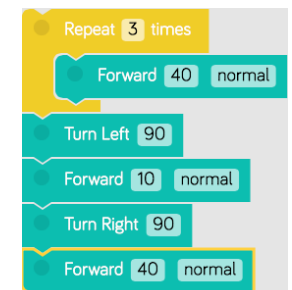 Repeat 3 times
Forward 40 normal
Turn Left 90
Forward 10 normal
Turn Right 90
Forward 40 normal